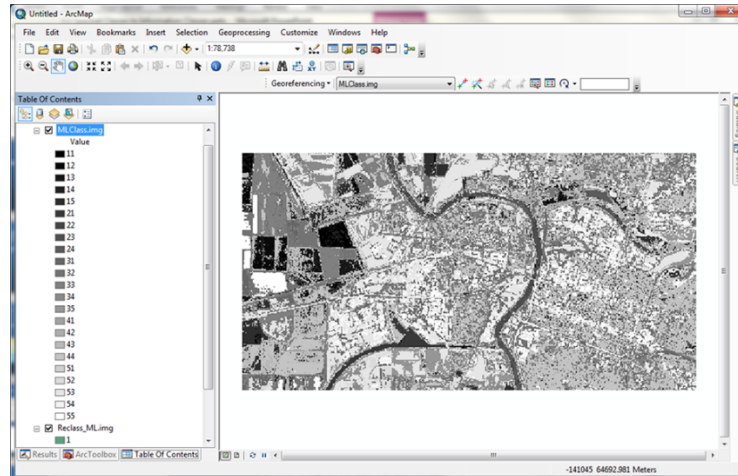 Untitled - ArcMap
File Edit View Bookmarks Insert Selection Geoprocessing Customize Windows Help
1:78,738
Georeferencing MLClass.img
Table Of Contents
MLClass.img
Value
11
12
13
14
15
21
22
23
24
31
32
33
34
35
41
42
43
44
51
52
53
54
55
Reclass_ML.img
1
Results ArcToolbox Table Of Contents
-141045 64692.981 Meters